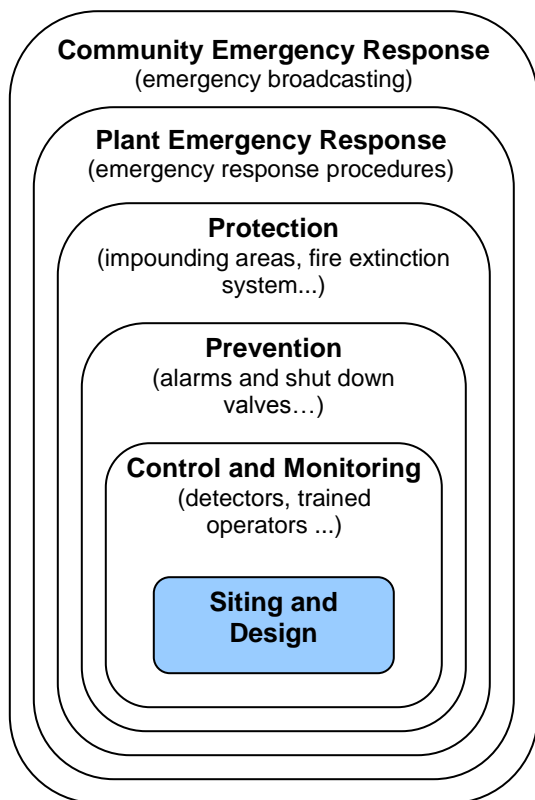 Community Emergency Response
(emergency broadcasting)
Plant Emergency Response
(emergency response procedures)
Protection
(impounding areas, fire extinction
system...)
Prevention
(alarms and shut down
valves…)
Control and Monitoring
(detectors, trained
operators ...)
Siting and
Design